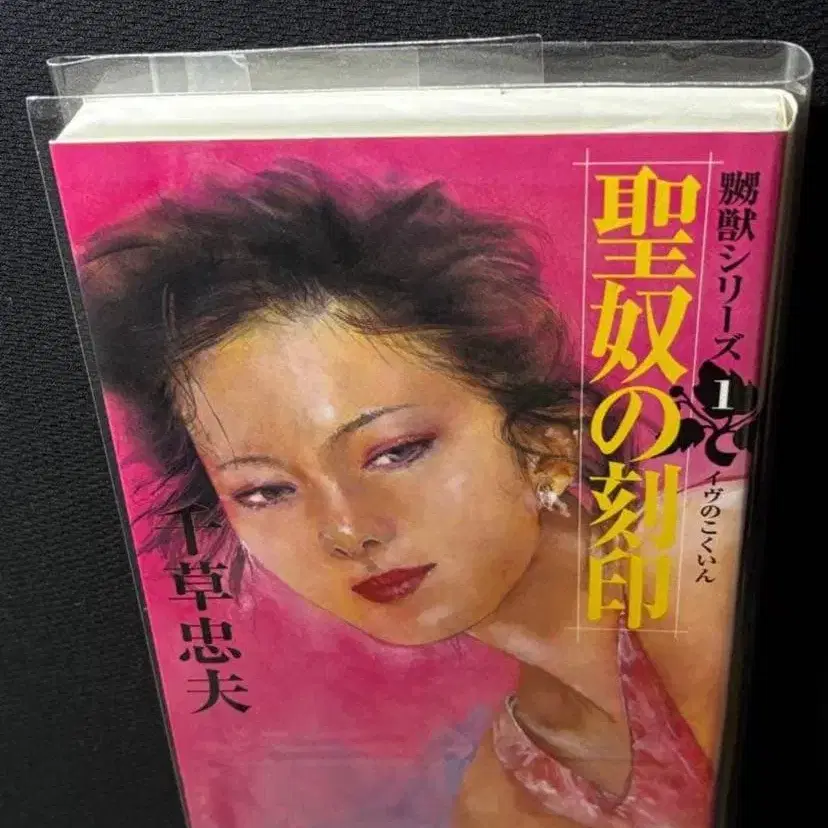 嬲獣シリーズ1
聖奴の刻印
イヴのこくいん
千草忠夫